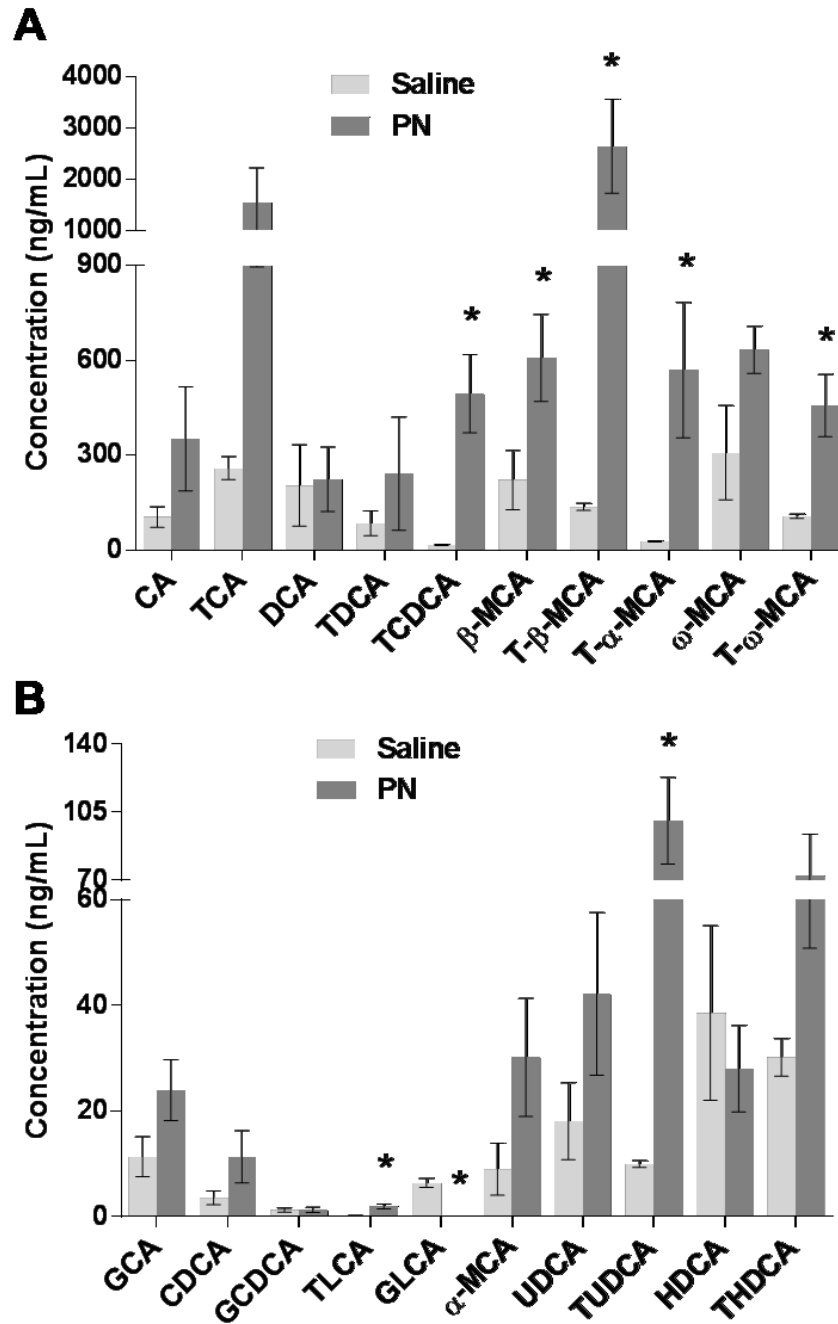 A
Saline
PN
Concentration (ng/mL)
4000
3000
2000
1000
900
600
300
0
*
*
*
*
*
CA
TCA
DCA
TDCA
TCDCA
β-MCA
T-β-MCA
T-α-MCA
ω-MCA
T-ω-MCA
B
Saline
PN
Concentration (ng/mL)
140
105
70
60
40
20
0
*
*
*
GCA
CDCA
GCDCA
TLCA
GLCA
α-MCA
UDCA
TUDCA
HDCA
THDCA